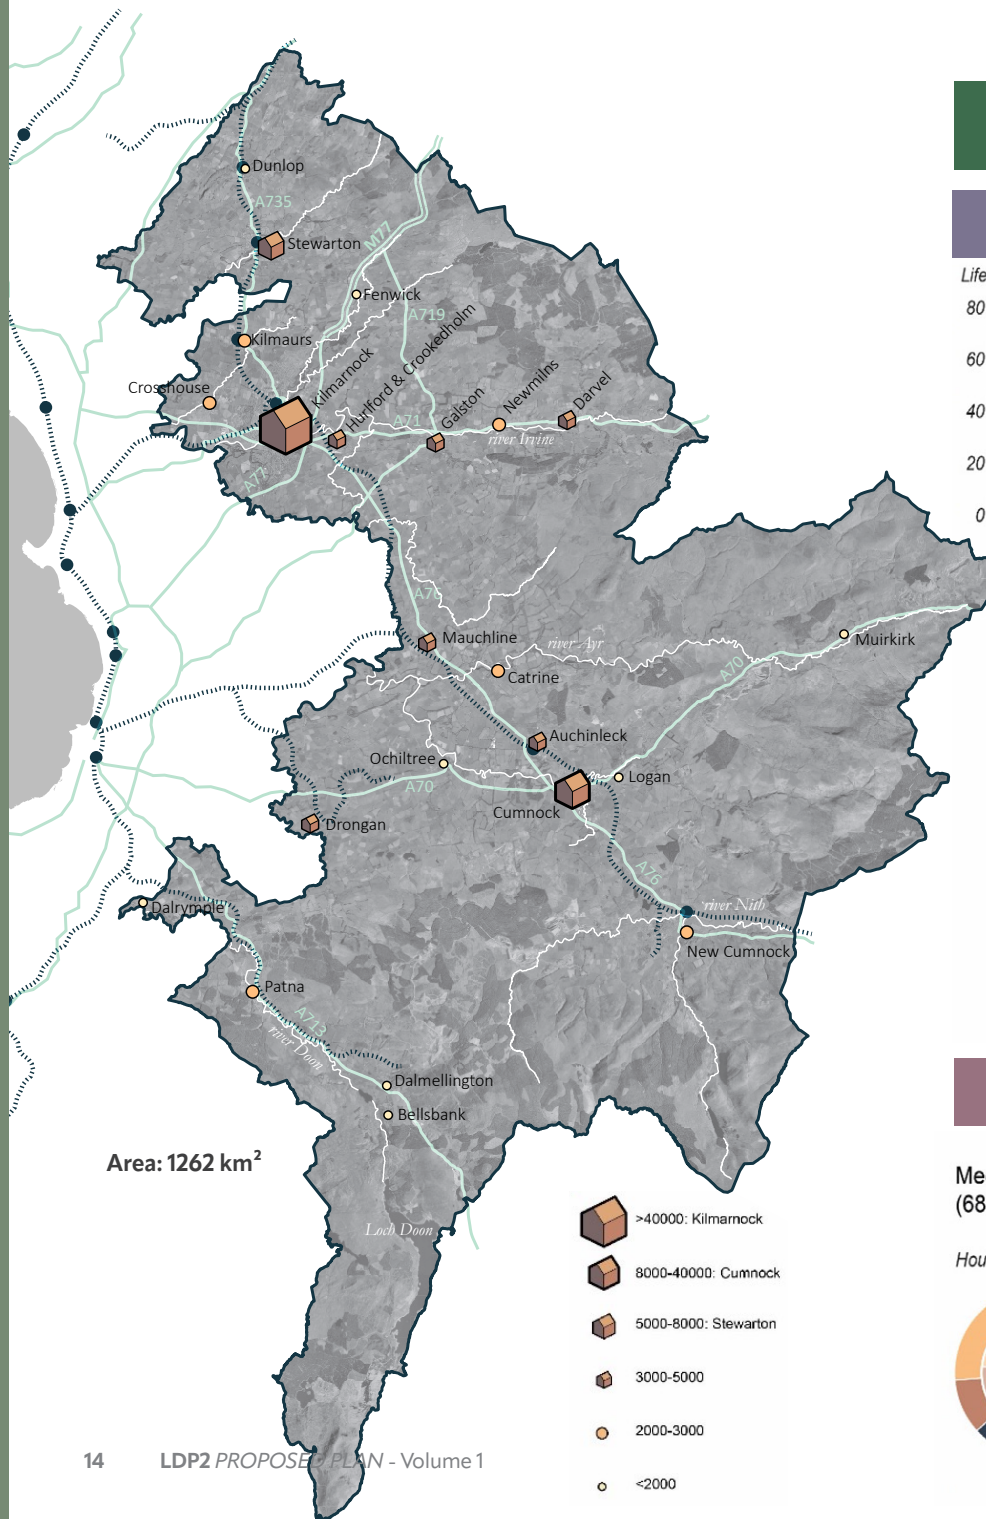 Dunlop
A735
Stewarton
M77
Fenwick
A719
Kilmaurs
Kilmarnock
Hurlford & Crookedholm
Crosshouse
Galston
Newmilns
Darvel
A71
river Irvine
A77
A76
Mauchline
river Ayr
Catrine
Muirkirk
A70
Auchinleck
Ochiltree
Logan
A70
Cumnock
Drongan
A76
river Nith
Dalrymple
New Cumnock
Patna
A713
river Doon
Dalmellington
Bellsbank
Area: 1262 km²
Loch Doon
>40000: Kilmarnock
8000-40000: Cumnock
5000-8000: Stewarton
3000-5000
2000-3000
<2000
Life
80
60
40
20
0
Me
(68
Hou
14 LDP2 PROPOSED PLAN - Volume 1